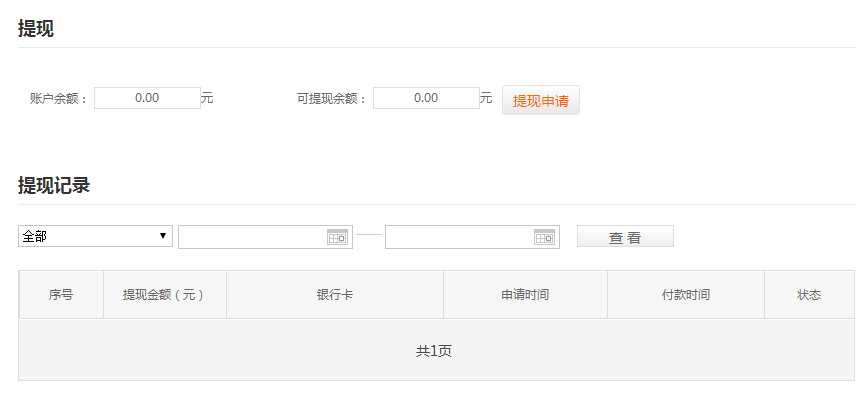 提现
账户余额： 0.00 元 可提现余额： 0.00 元 提现申请
提现记录
全部 查 看
序号 提现金额（元） 银行卡 申请时间 付款时间 状态
共1页